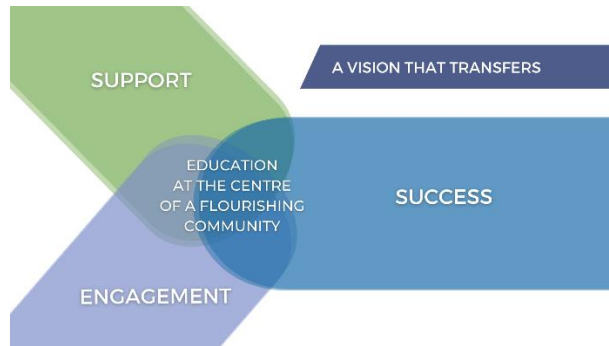 SUPPORT
A VISION THAT TRANSFERS
EDUCATION
AT THE CENTRE
OF A FLOURISHING
COMMUNITY
SUCCESS
ENGAGEMENT